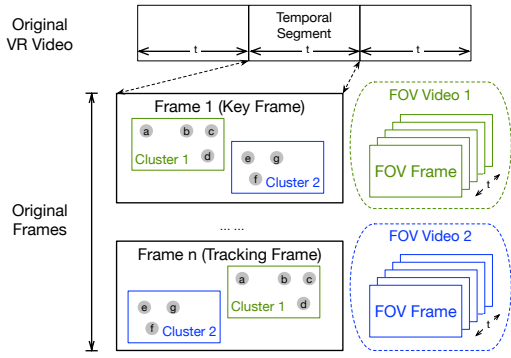 Original
VR Video
Temporal
Segment
t
t
t
Frame 1 (Key Frame)
a
b
c
d
Cluster 1
e
g
f
Cluster 2
FOV Video 1
FOV Frame
t
Original
Frames
... ...
Frame n (Tracking Frame)
a
b
c
d
Cluster 1
e
g
f
Cluster 2
FOV Video 2
FOV Frame
t